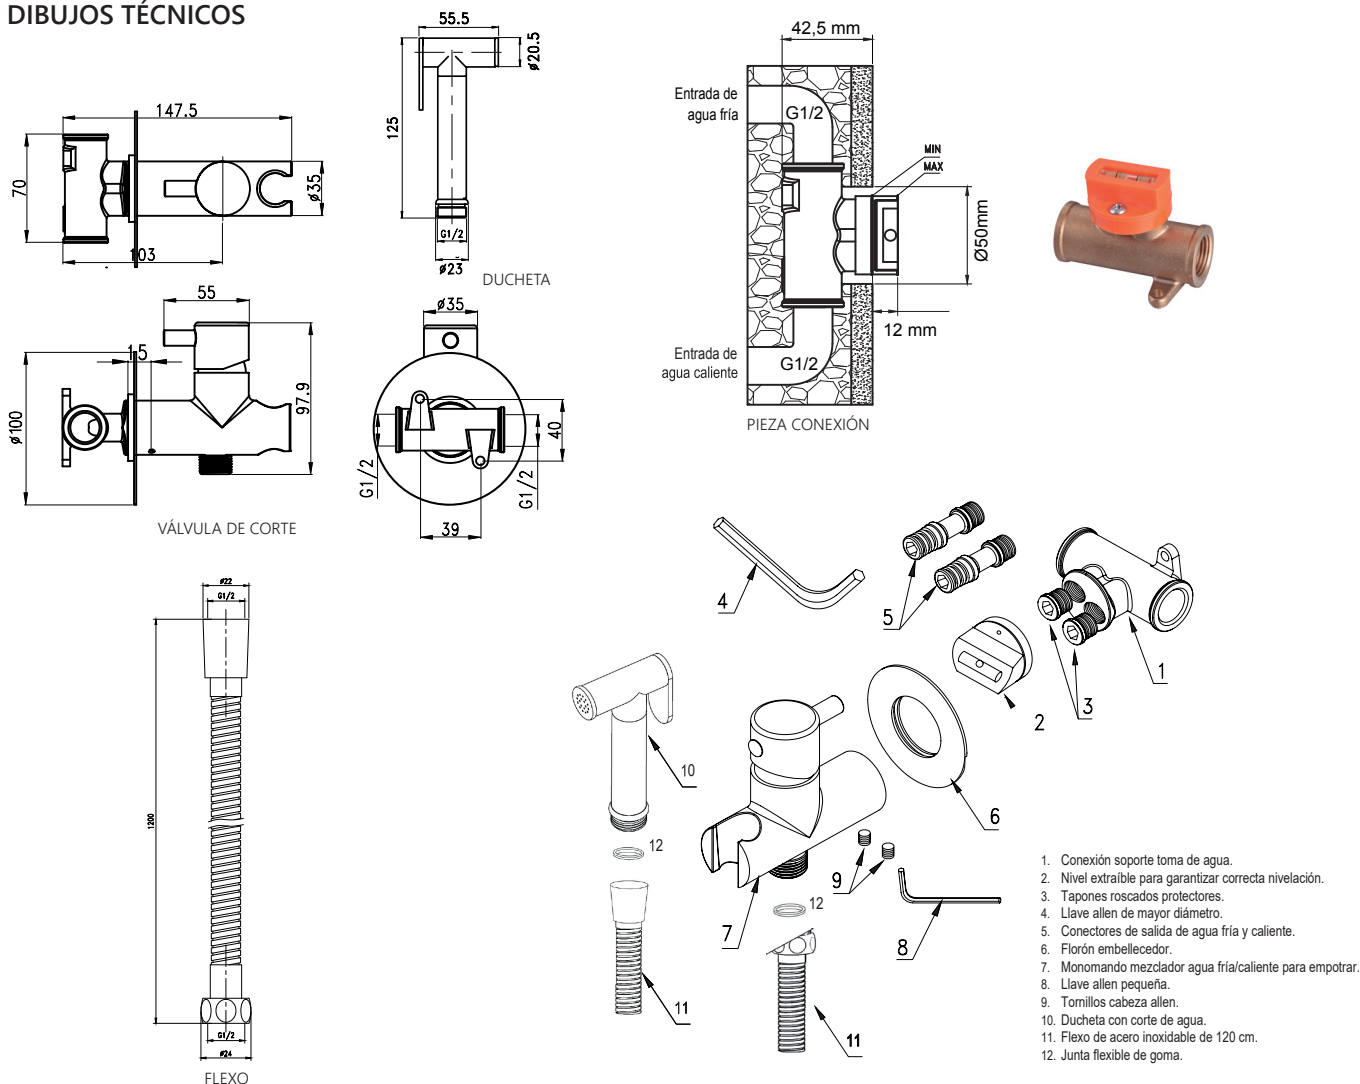 DIBUJOS TÉCNICOS
147.5
70
ø35
103
55.5
ø20.5
125
G1/2
ø23
DUCHETA
42,5 mm
Entrada de
agua fría
G1/2
MIN
MAX
Ø50mm
12 mm
Entrada de
agua caliente
G1/2
PIEZA CONEXIÓN
55
15
97.9
ø100
VÁLVULA DE CORTE
ø35
40
G1/2
G1/2
39
ø22
G1/2
1200
G1/2
ø24
FLEXO
4
5
1
3
2
6
10
12
7
9
12
8
11
11
1. Conexión soporte toma de agua.
2. Nivel extraíble para garantizar correcta nivelación.
3. Tapones roscados protectores.
4. Llave allen de mayor diámetro.
5. Conectores de salida de agua fría y caliente.
6. Florón embellecedor.
7. Monomando mezclador agua fría/caliente para empotrar.
8. Llave allen pequeña.
9. Tornillos cabeza allen.
10. Ducheta con corte de agua.
11. Flexo de acero inoxidable de 120 cm.
12. Junta flexible de goma.